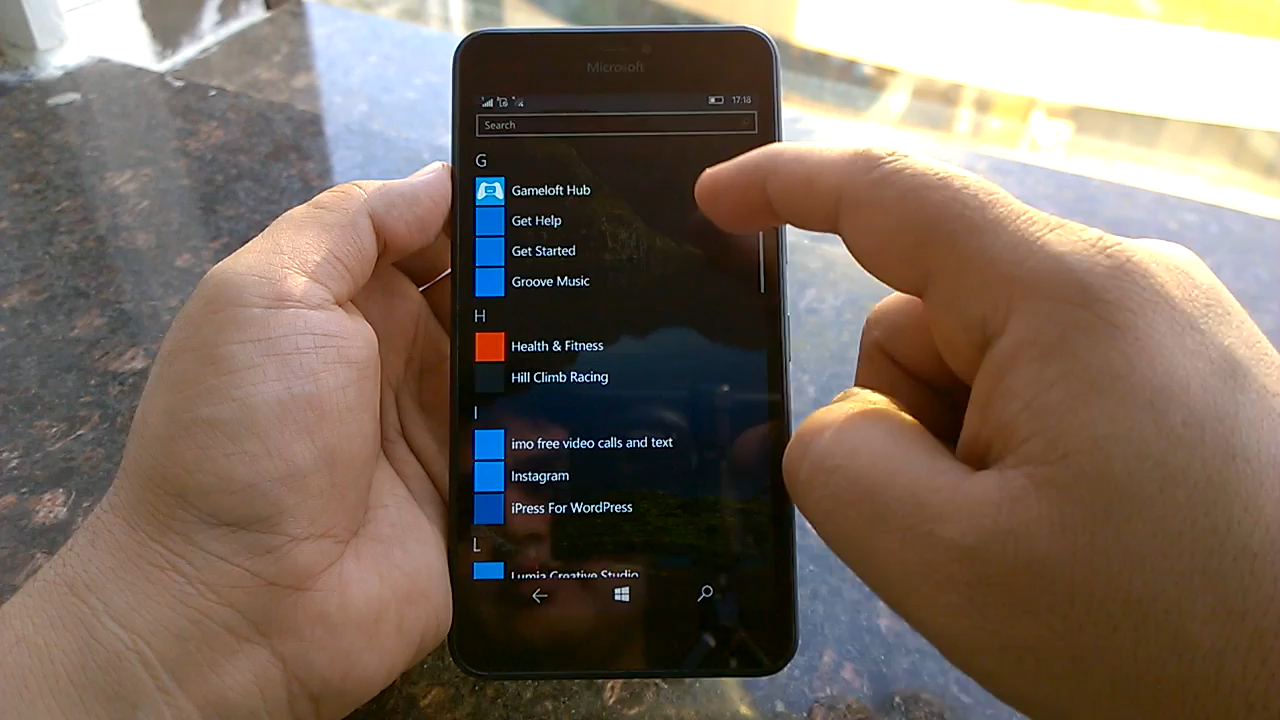 Microsoft
17:18
Search
G
Gameloft Hub
Get Help
Get Started
Groove Music
H
Health & Fitness
Hill Climb Racing
I
imo free video calls and text
Instagram
iPress For WordPress
L
Lumia Creative Studio